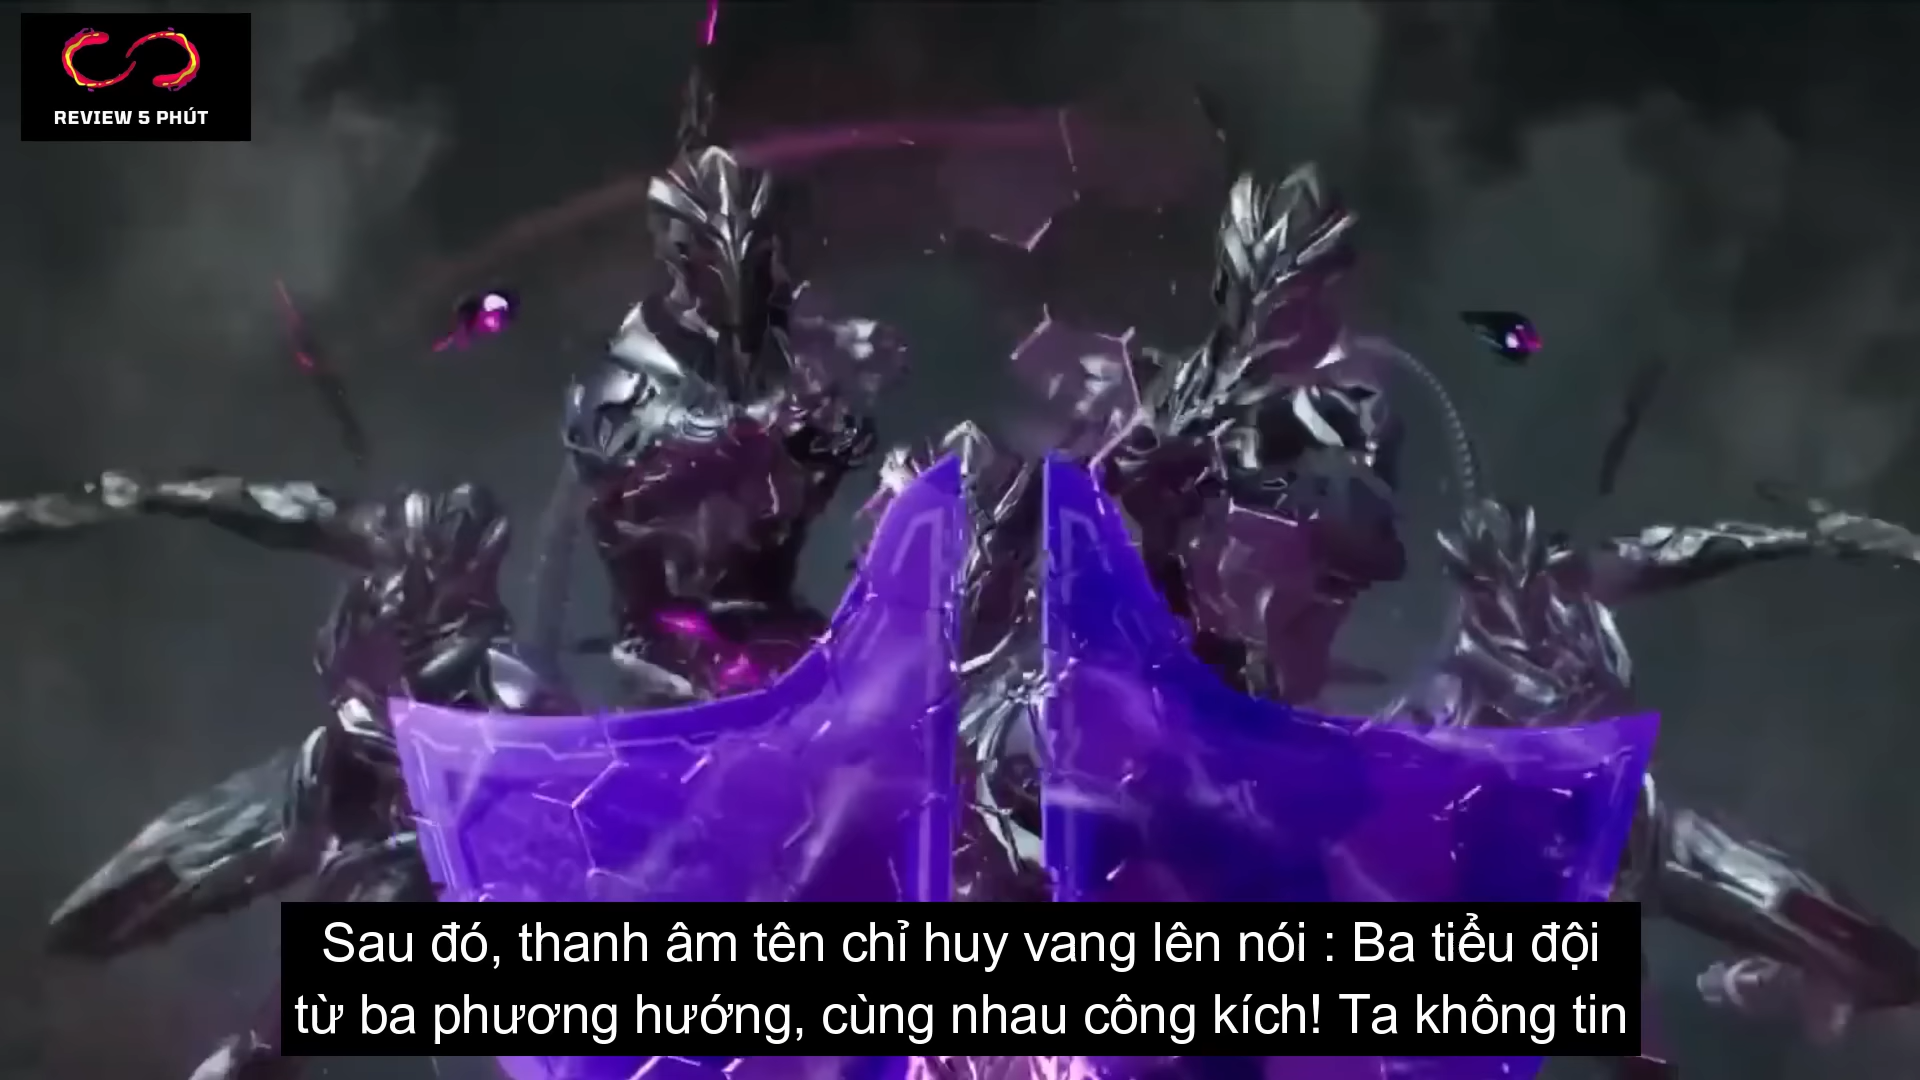 REVIEW 5 PHÚT
Sau đó, thanh âm tên chỉ huy vang lên nói : Ba tiểu đội
từ ba phương hướng, cùng nhau công kích! Ta không tin